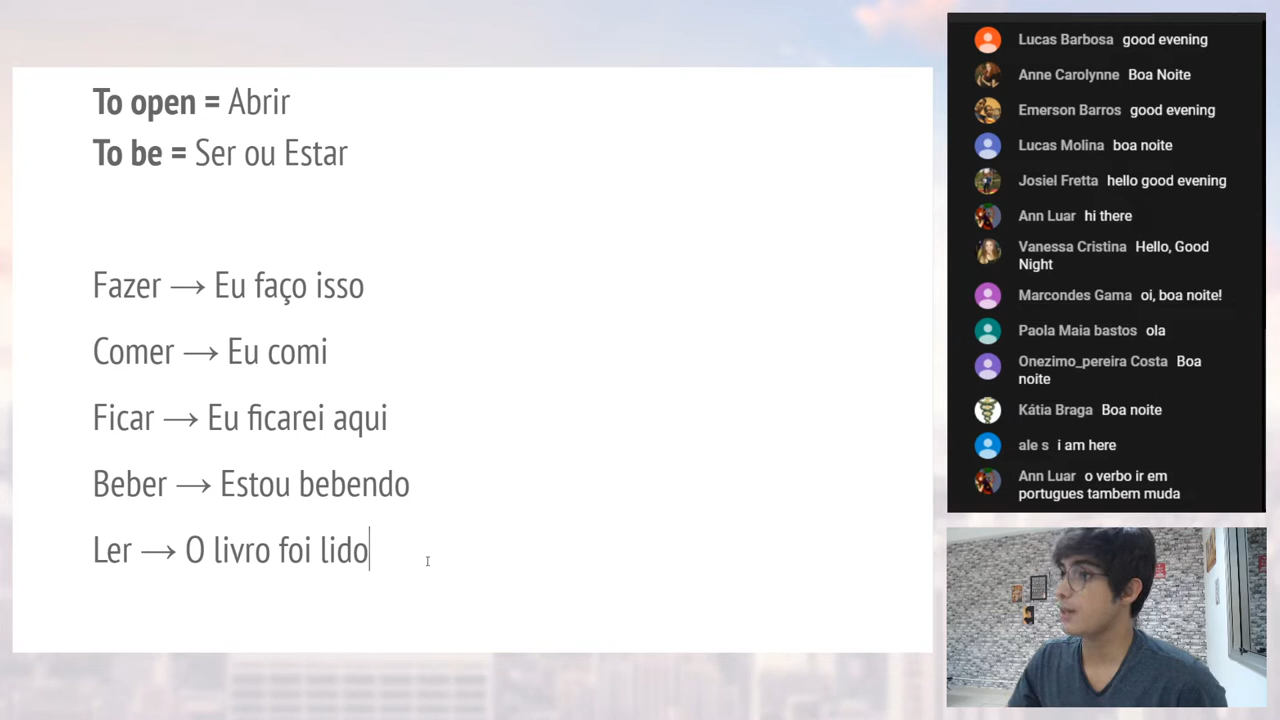 To open = Abrir
To be = Ser ou Estar
Fazer → Eu faço isso
Comer → Eu comi
Ficar → Eu ficarei aqui
Beber → Estou bebendo
Ler → O livro foi lido
Lucas Barbosa good evening
Anne Carolynne Boa Noite
Emerson Barros good evening
Lucas Molina boa noite
Josiel Fretta hello good evening
Ann Luar hi there
Vanessa Cristina Hello, Good
Night
Marcondes Gama oi, boa noite!
Paola Maia bastos ola
Onezimo_pereira Costa Boa
noite
Kátia Braga Boa noite
ale s i am here
Ann Luar o verbo ir em
portugues tambem muda